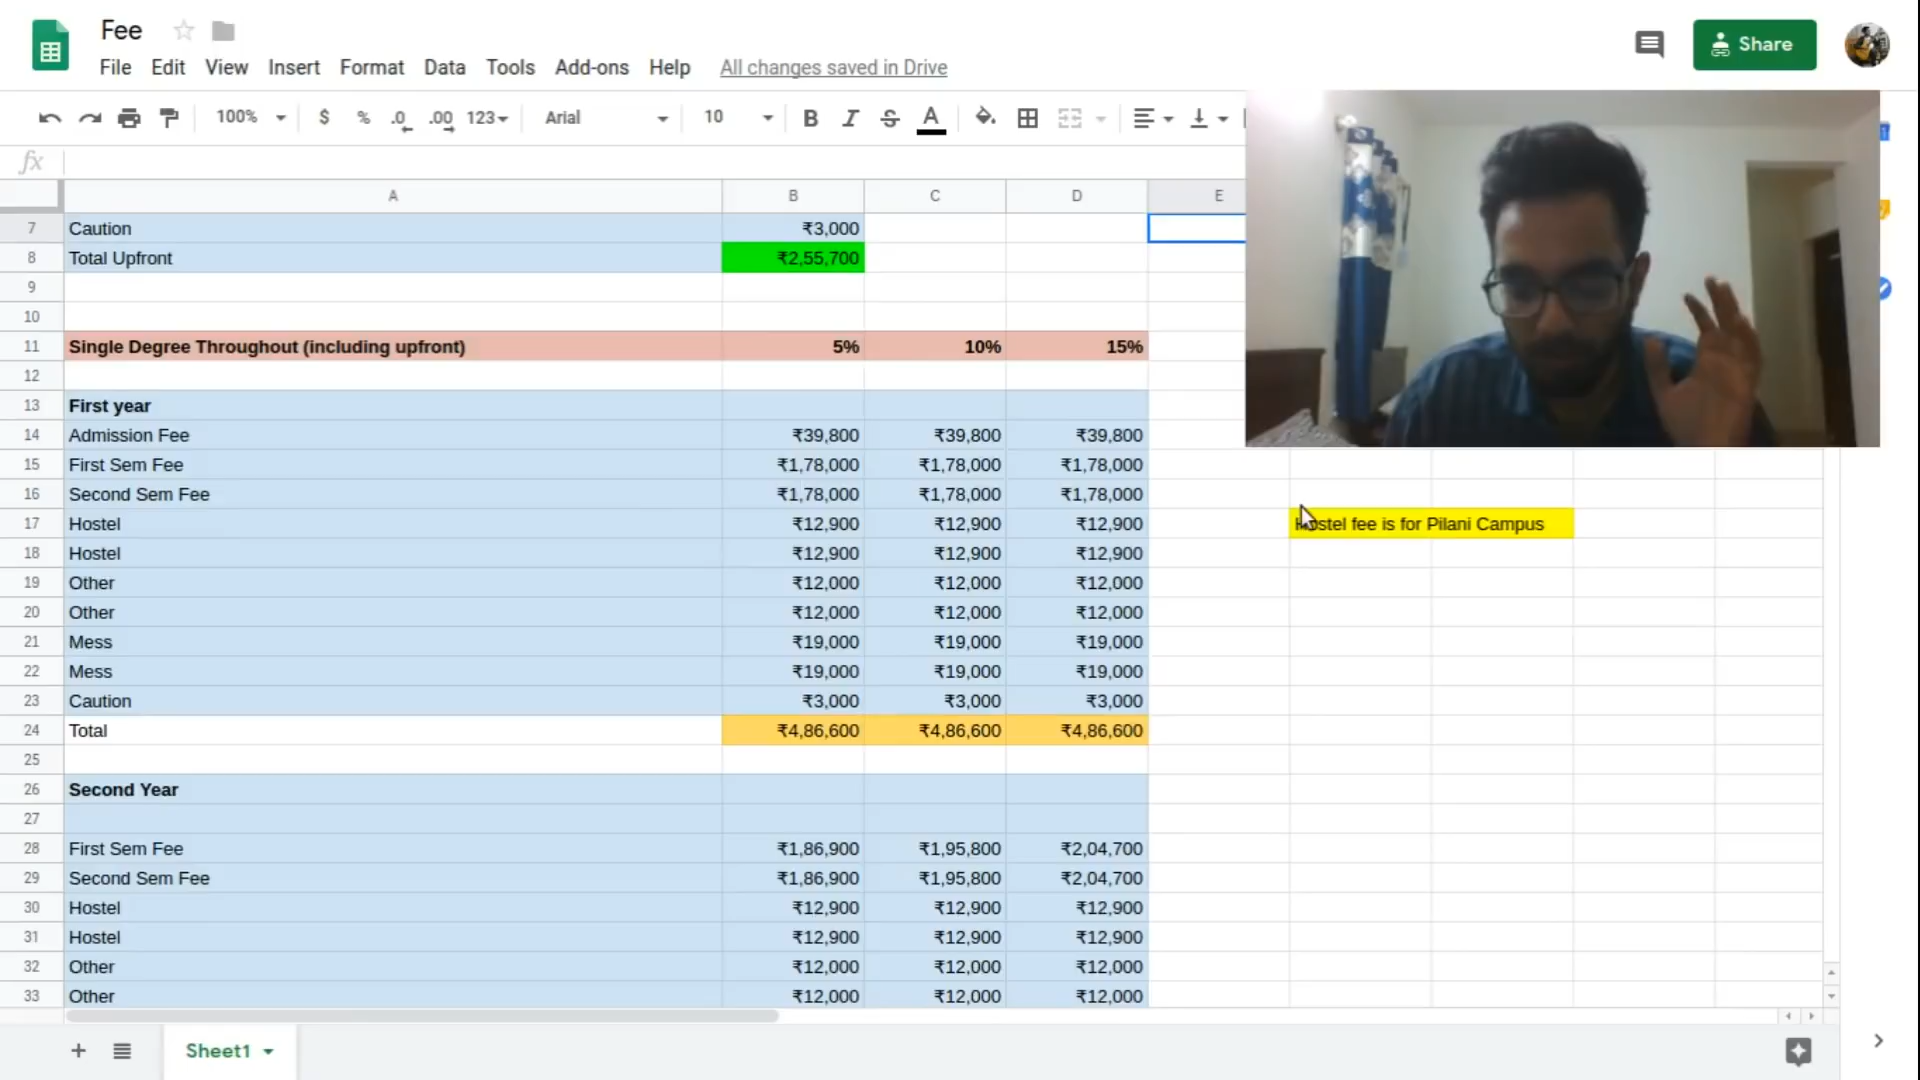 Fee
File Edit View Insert Format Data Tools Add-ons Help All changes saved in Drive
Share
100% $ % .0 .00 123 Arial 10 B I S A
fx
A B C D E
7 Caution ₹3,000
8 Total Upfront ₹2,55,700
9
10
11 Single Degree Throughout (including upfront) 5% 10% 15%
12
13 First year
14 Admission Fee ₹39,800 ₹39,800 ₹39,800
15 First Sem Fee ₹1,78,000 ₹1,78,000 ₹1,78,000
16 Second Sem Fee ₹1,78,000 ₹1,78,000 ₹1,78,000
17 Hostel ₹12,900 ₹12,900 ₹12,900 Hostel fee is for Pilani Campus
18 Hostel ₹12,900 ₹12,900 ₹12,900
19 Other ₹12,000 ₹12,000 ₹12,000
20 Other ₹12,000 ₹12,000 ₹12,000
21 Mess ₹19,000 ₹19,000 ₹19,000
22 Mess ₹19,000 ₹19,000 ₹19,000
23 Caution ₹3,000 ₹3,000 ₹3,000
24 Total ₹4,86,600 ₹4,86,600 ₹4,86,600
25
26 Second Year
27
28 First Sem Fee ₹1,86,900 ₹1,95,800 ₹2,04,700
29 Second Sem Fee ₹1,86,900 ₹1,95,800 ₹2,04,700
30 Hostel ₹12,900 ₹12,900 ₹12,900
31 Hostel ₹12,900 ₹12,900 ₹12,900
32 Other ₹12,000 ₹12,000 ₹12,000
33 Other ₹12,000 ₹12,000 ₹12,000
Sheet1